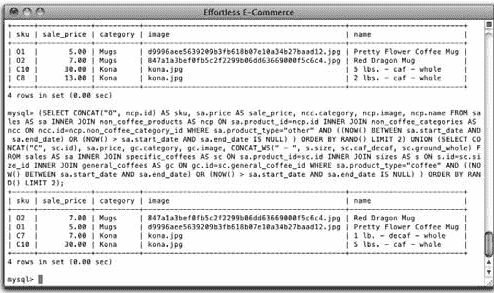 Effortless E-Commerce
| sku | sale_price | category | image | name |
| O1 | 5.00 | Mugs | d9996aee5639209b3fb618b07e10a34b27baad12.jpg | Pretty Flower Coffee Mug |
| O2 | 7.00 | Mugs | 847a1a3bef0fb5c2f2299b06dd63669000f5c6c4.jpg | Red Dragon Mug |
| C10 | 30.00 | Kona | kona.jpg | 5 lbs. - caf - whole |
| C8 | 13.00 | Kona | kona.jpg | 2 lbs. - caf - whole |
4 rows in set (0.00 sec)
mysql> (SELECT CONCAT("O", ncp.id) AS sku, sa.price AS sale_price, ncc.category, ncp.image, ncp.name FROM sa
les AS sa INNER JOIN non_coffee_products AS ncp ON sa.product_id=ncp.id INNER JOIN non_coffee_categories AS
ncc ON ncc.id=ncp.non_coffee_category_id WHERE sa.product_type="other" AND ((NOW() BETWEEN sa.start_date AND
sa.end_date) OR (NOW() > sa.start_date AND sa.end_date IS NULL) ) ORDER BY RAND() LIMIT 2) UNION (SELECT CO
NCAT("C", sc.id), sa.price, gc.category, gc.image, CONCAT_WS(" - ", s.size, sc.caf_decaf, sc.ground_whole) F
ROM sales AS sa INNER JOIN specific_coffees AS sc ON sa.product_id=sc.id INNER JOIN sizes AS s ON s.id=sc.si
ze_id INNER JOIN general_coffees AS gc ON gc.id=sc.general_coffee_id WHERE sa.product_type="coffee" AND ((NO
W() BETWEEN sa.start_date AND sa.end_date) OR (NOW() > sa.start_date AND sa.end_date IS NULL) ) ORDER BY RAN
D() LIMIT 2);
| sku | sale_price | category | image | name |
| O2 | 7.00 | Mugs | 847a1a3bef0fb5c2f2299b06dd63669000f5c6c4.jpg | Red Dragon Mug |
| O1 | 5.00 | Mugs | d9996aee5639209b3fb618b07e10a34b27baad12.jpg | Pretty Flower Coffee Mug |
| C7 | 7.00 | Kona | kona.jpg | 1 lb. - decaf - whole |
| C10 | 30.00 | Kona | kona.jpg | 5 lbs. - caf - whole |
4 rows in set (0.00 sec)
mysql>